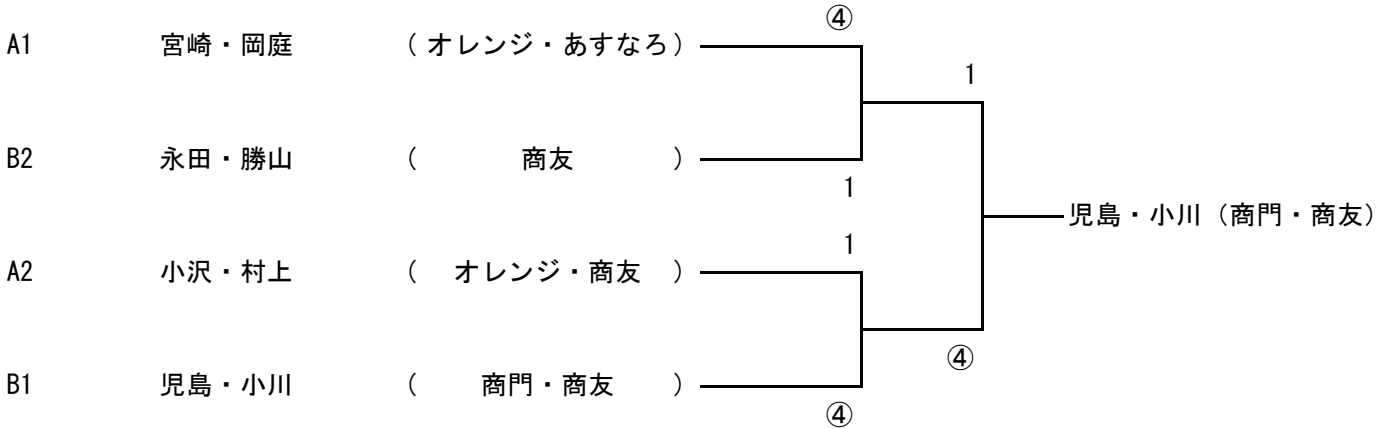 ④
A1 宮崎・岡庭 (オレンジ・あすなろ)
1
B2 永田・勝山 ( 商友 )
1
児島・小川(商門・商友)
1
A2 小沢・村上 ( オレンジ・商友 )
④
B1 児島・小川 ( 商門・商友 )
④